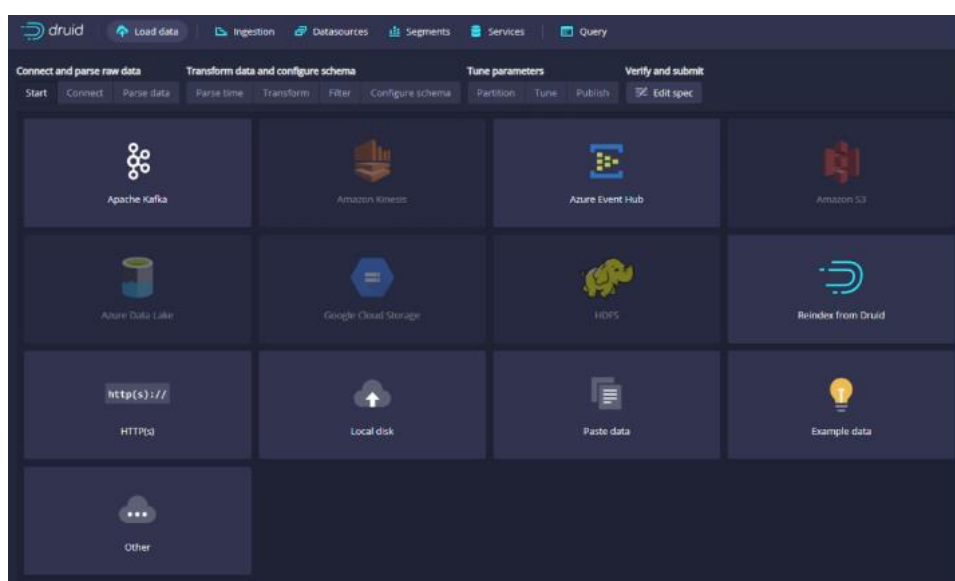 druid Load data Ingestion Datasources Segments Services Query
Connect and parse raw data Transform data and configure schema Tune parameters Verify and submit
Start Connect Parse data Parse time Transform Filter Configure schema Partition Tune Publish Edit spec
Apache Kafka Amazon Kinesis Azure Event Hub Amazon S3
Azure Data Lake Google Cloud Storage HDFS Reindex from Druid
http(s)://
HTTP(s) Local disk Paste data Example data
Other